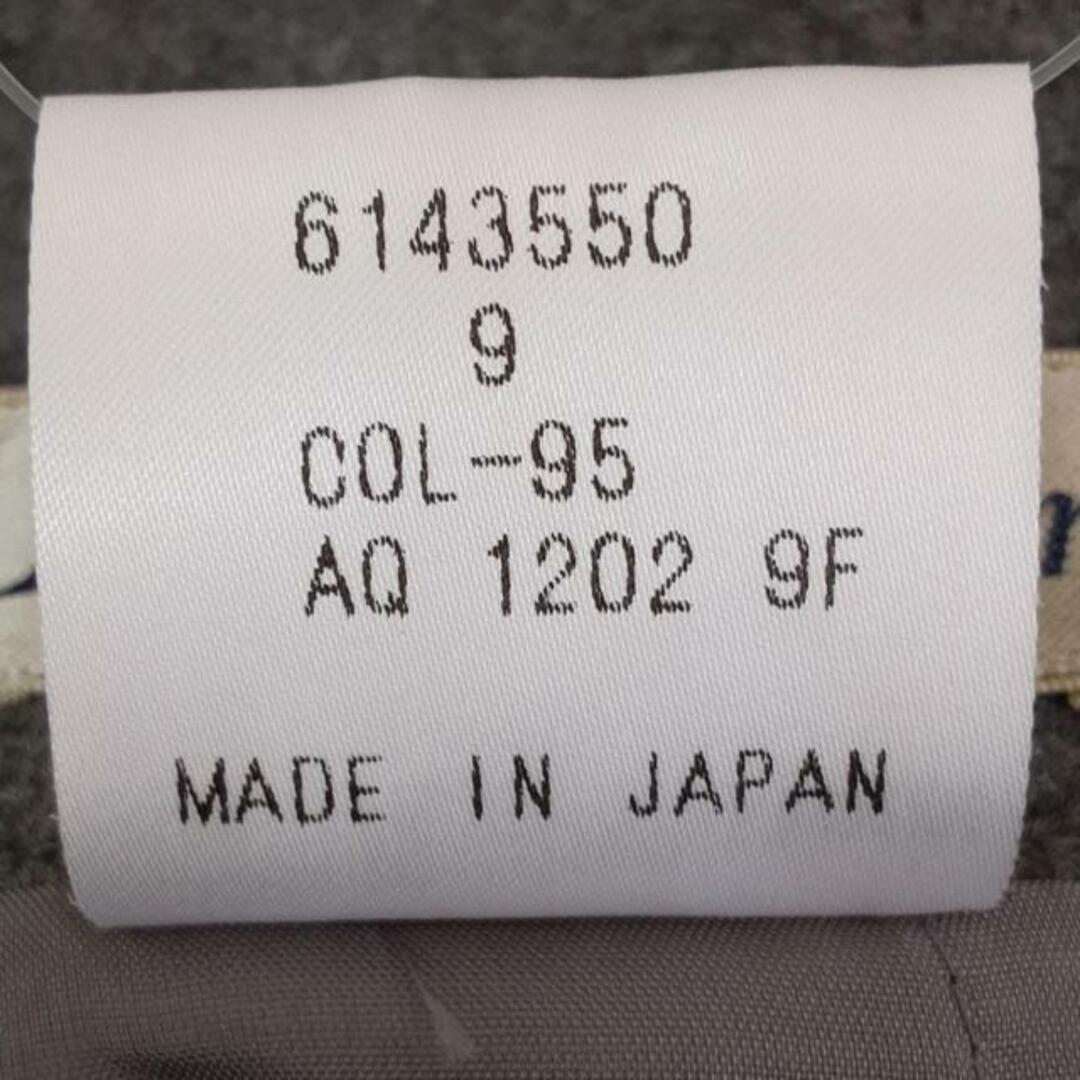 6143550
9
COL-95
AQ 1202 9F
MADE IN JAPAN